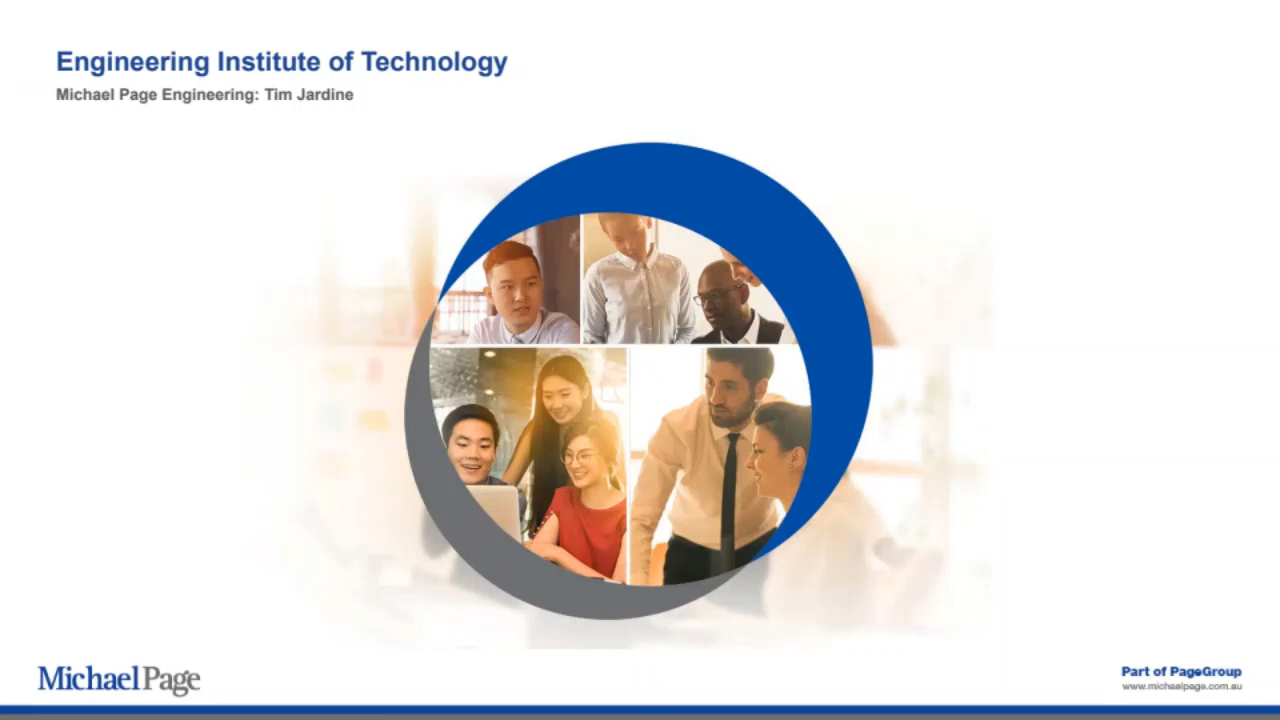 Engineering Institute of Technology
Michael Page Engineering: Tim Jardine
MichaelPage
Part of PageGroup
www.michaelpage.com.au